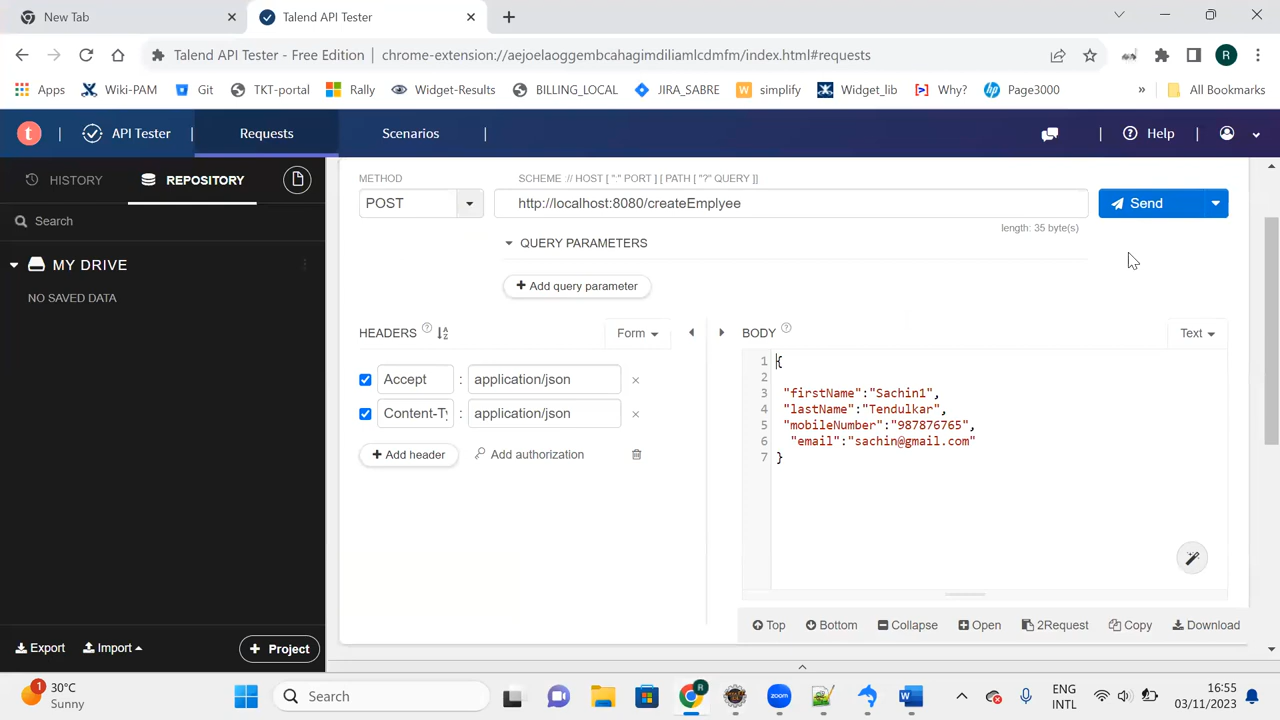 New Tab
Talend API Tester
Talend API Tester - Free Edition | chrome-extension://aejoelaoggembcahagimdiliamlcdmfm/index.html#requests
R
Apps Wiki-PAM Git TKT-portal Rally Widget-Results BILLING_LOCAL JIRA_SABRE simplify Widget_lib Why? Page3000 » All Bookmarks
t API Tester Requests Scenarios Help
HISTORY REPOSITORY
Search
MY DRIVE
NO SAVED DATA
Export Import + Project
METHOD SCHEME :// HOST [ ":" PORT ] [ PATH [ "?" QUERY ]]
POST http://localhost:8080/createEmplyee Send
length: 35 byte(s)
QUERY PARAMETERS
+ Add query parameter
HEADERS ? Form
Accept : application/json ×
Content-Ty : application/json ×
+ Add header Add authorization
BODY ? Text
1 {
2
3 "firstName":"Sachin1",
4 "lastName":"Tendulkar",
5 "mobileNumber":"987876765",
6 "email":"sachin@gmail.com"
7 }
Top Bottom Collapse Open 2Request Copy Download
1 30°C
Sunny
Search
R
zoom
W
ENG
INTL
16:55
03/11/2023